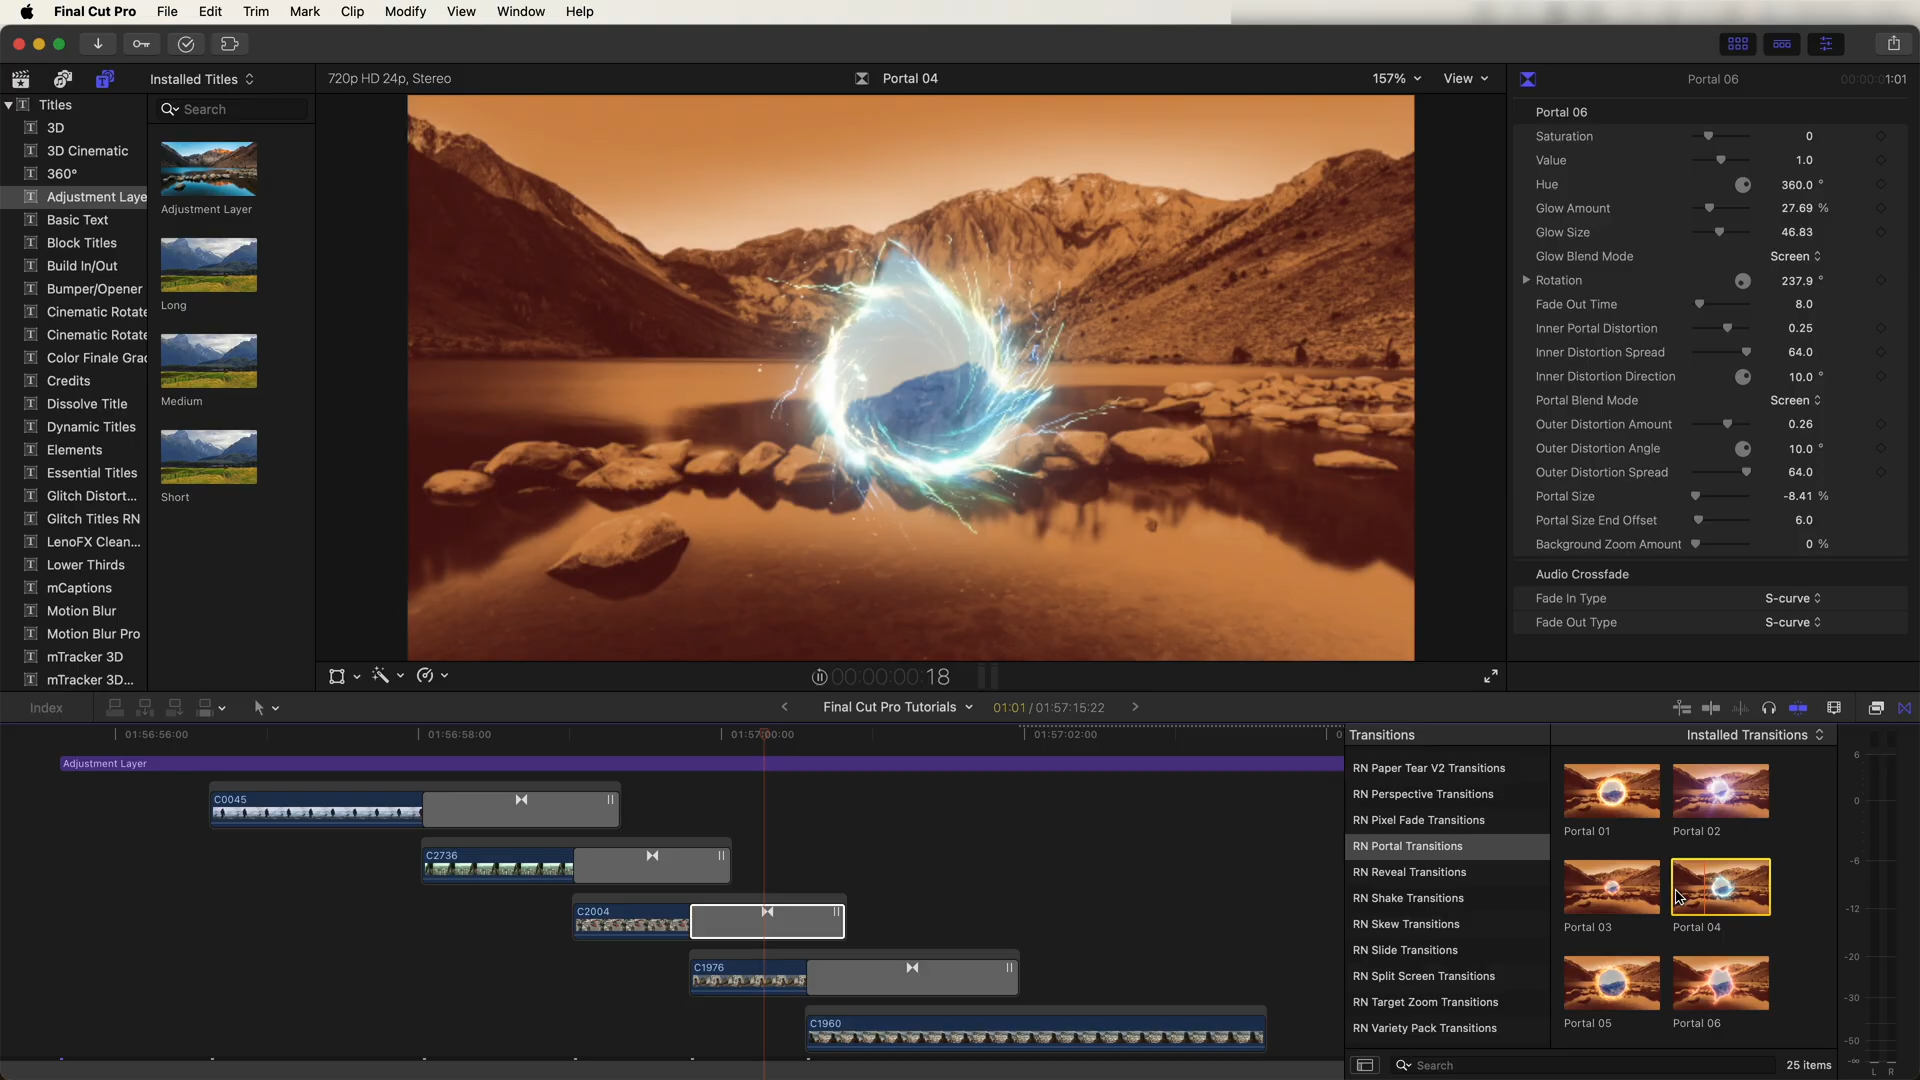 Final Cut Pro File Edit Trim Mark Clip Modify View Window Help
Installed Titles
720p HD 24p, Stereo
Portal 04
157%
View
Portal 06
00:00:01:01
Titles
3D
3D Cinematic
360°
Adjustment Laye
Basic Text
Block Titles
Build In/Out
Bumper/Opener
Cinematic Rotate
Cinematic Rotate
Color Finale Grad
Credits
Dissolve Title
Dynamic Titles
Elements
Essential Titles
Glitch Distort...
Glitch Titles RN
LenoFX Clean...
Lower Thirds
mCaptions
Motion Blur
Motion Blur Pro
mTracker 3D
mTracker 3D...
Search
Adjustment Layer
Long
Medium
Short
Portal 06
Saturation 0
Value 1.0
Hue 360.0 °
Glow Amount 27.69 %
Glow Size 46.83
Glow Blend Mode Screen
Rotation 237.9 °
Fade Out Time 8.0
Inner Portal Distortion 0.25
Inner Distortion Spread 64.0
Inner Distortion Direction 10.0 °
Portal Blend Mode Screen
Outer Distortion Amount 0.26
Outer Distortion Angle 10.0 °
Outer Distortion Spread 64.0
Portal Size -8.41 %
Portal Size End Offset 6.0
Background Zoom Amount 0 %
Audio Crossfade
Fade In Type S-curve
Fade Out Type S-curve
00:00:00:18
Index
Final Cut Pro Tutorials
01:01 / 01:57:15:22
01:56:56:00
01:56:58:00
01:57:00:00
01:57:02:00
0
Adjustment Layer
C0045
C2736
C2004
C1976
C1960
Transitions
Installed Transitions
RN Paper Tear V2 Transitions
RN Perspective Transitions
RN Pixel Fade Transitions
RN Portal Transitions
RN Reveal Transitions
RN Shake Transitions
RN Skew Transitions
RN Slide Transitions
RN Split Screen Transitions
RN Target Zoom Transitions
RN Variety Pack Transitions
Portal 01
Portal 02
Portal 03
Portal 04
Portal 05
Portal 06
Search
25 items
6
0
-6
-12
-20
-30
-50
-∞
L R